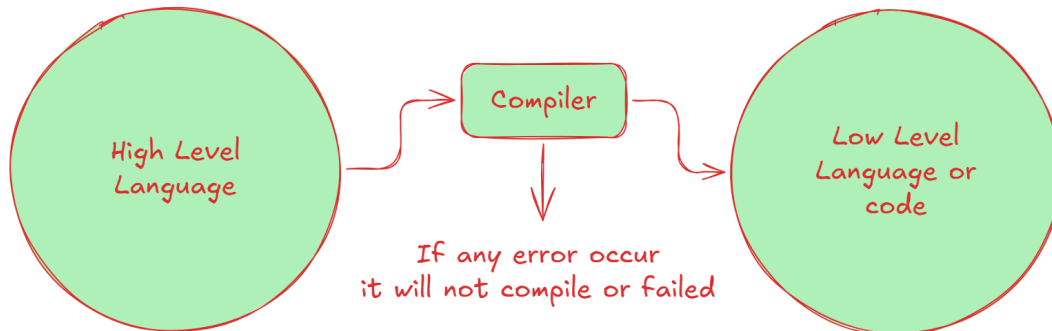 High Level
Language
Compiler
If any error occur
it will not compile or failed
Low Level
Language or
code